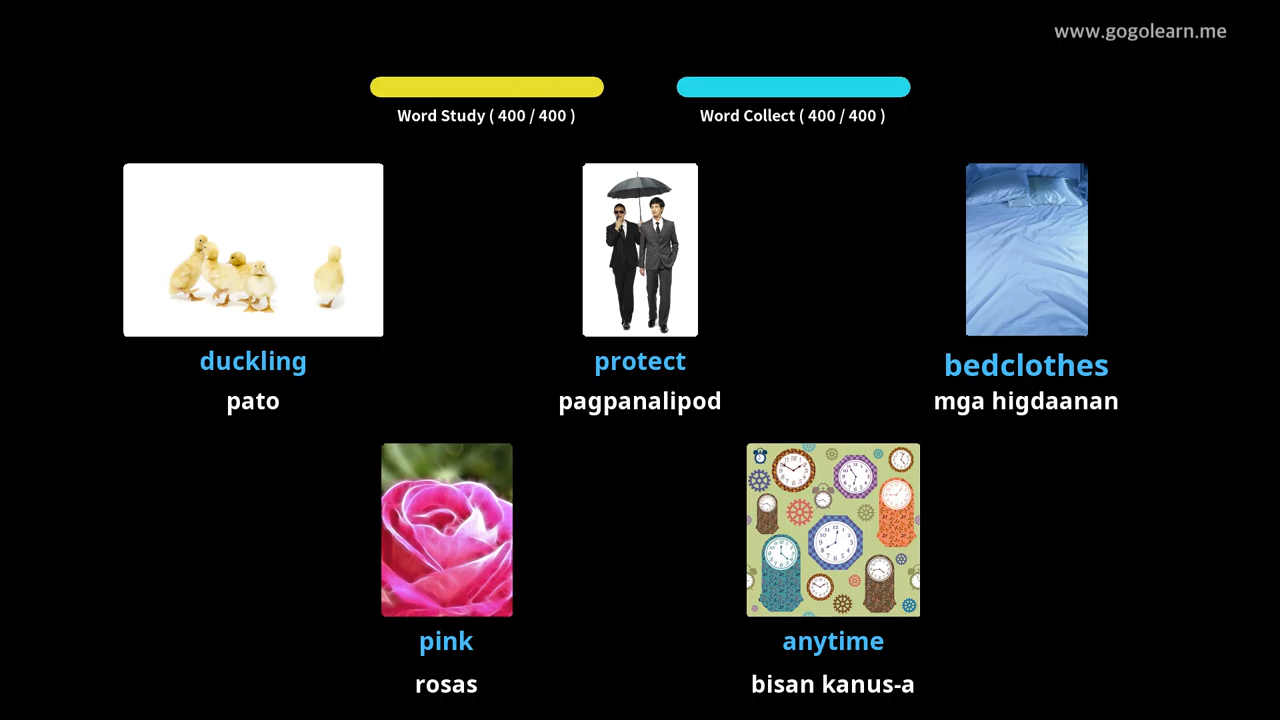 www.gogolearn.me
Word Study ( 400 / 400 )
Word Collect ( 400 / 400 )
duckling
pato
protect
pagpanalipod
bedclothes
mga higdaanan
pink
rosas
anytime
bisan kanus-a